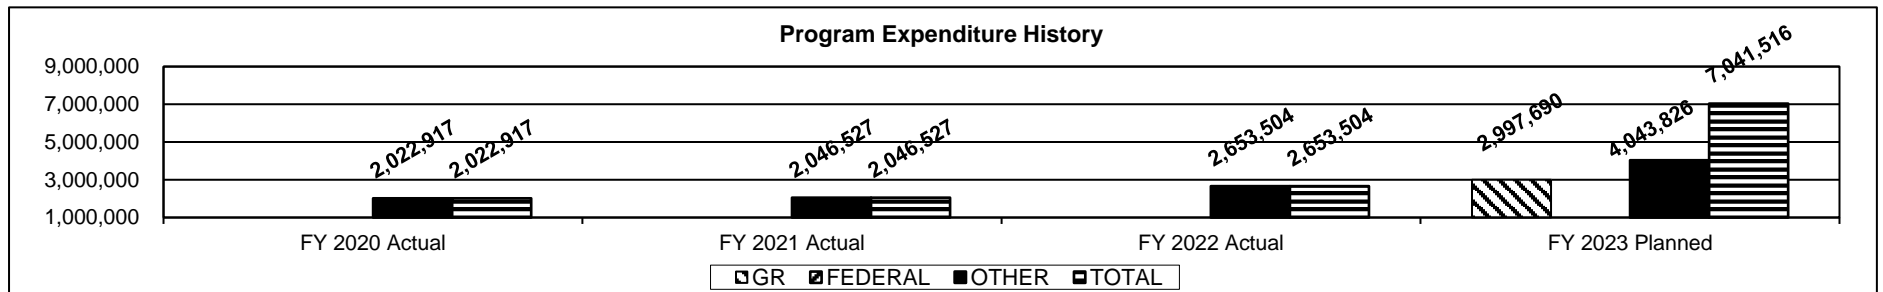 Program Expenditure History
9,000,000
7,000,000
5,000,000
3,000,000
1,000,000
2,022,917
2,022,917
2,046,527
2,046,527
2,653,504
2,653,504
2,997,690
4,043,826
7,041,516
FY 2020 Actual
FY 2021 Actual
FY 2022 Actual
FY 2023 Planned
GR FEDERAL OTHER TOTAL